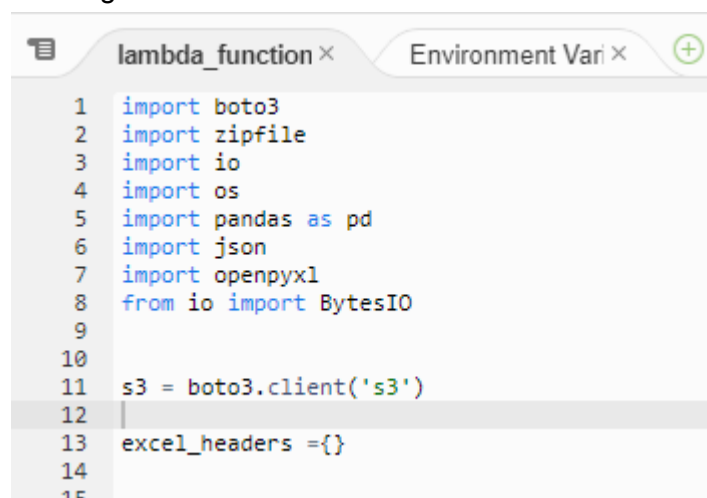 lambda_function ×
Environment Vari ×
1 import boto3
2 import zipfile
3 import io
4 import os
5 import pandas as pd
6 import json
7 import openpyxl
8 from io import BytesIO
9
10
11 s3 = boto3.client('s3')
12
13 excel_headers ={}
14
15